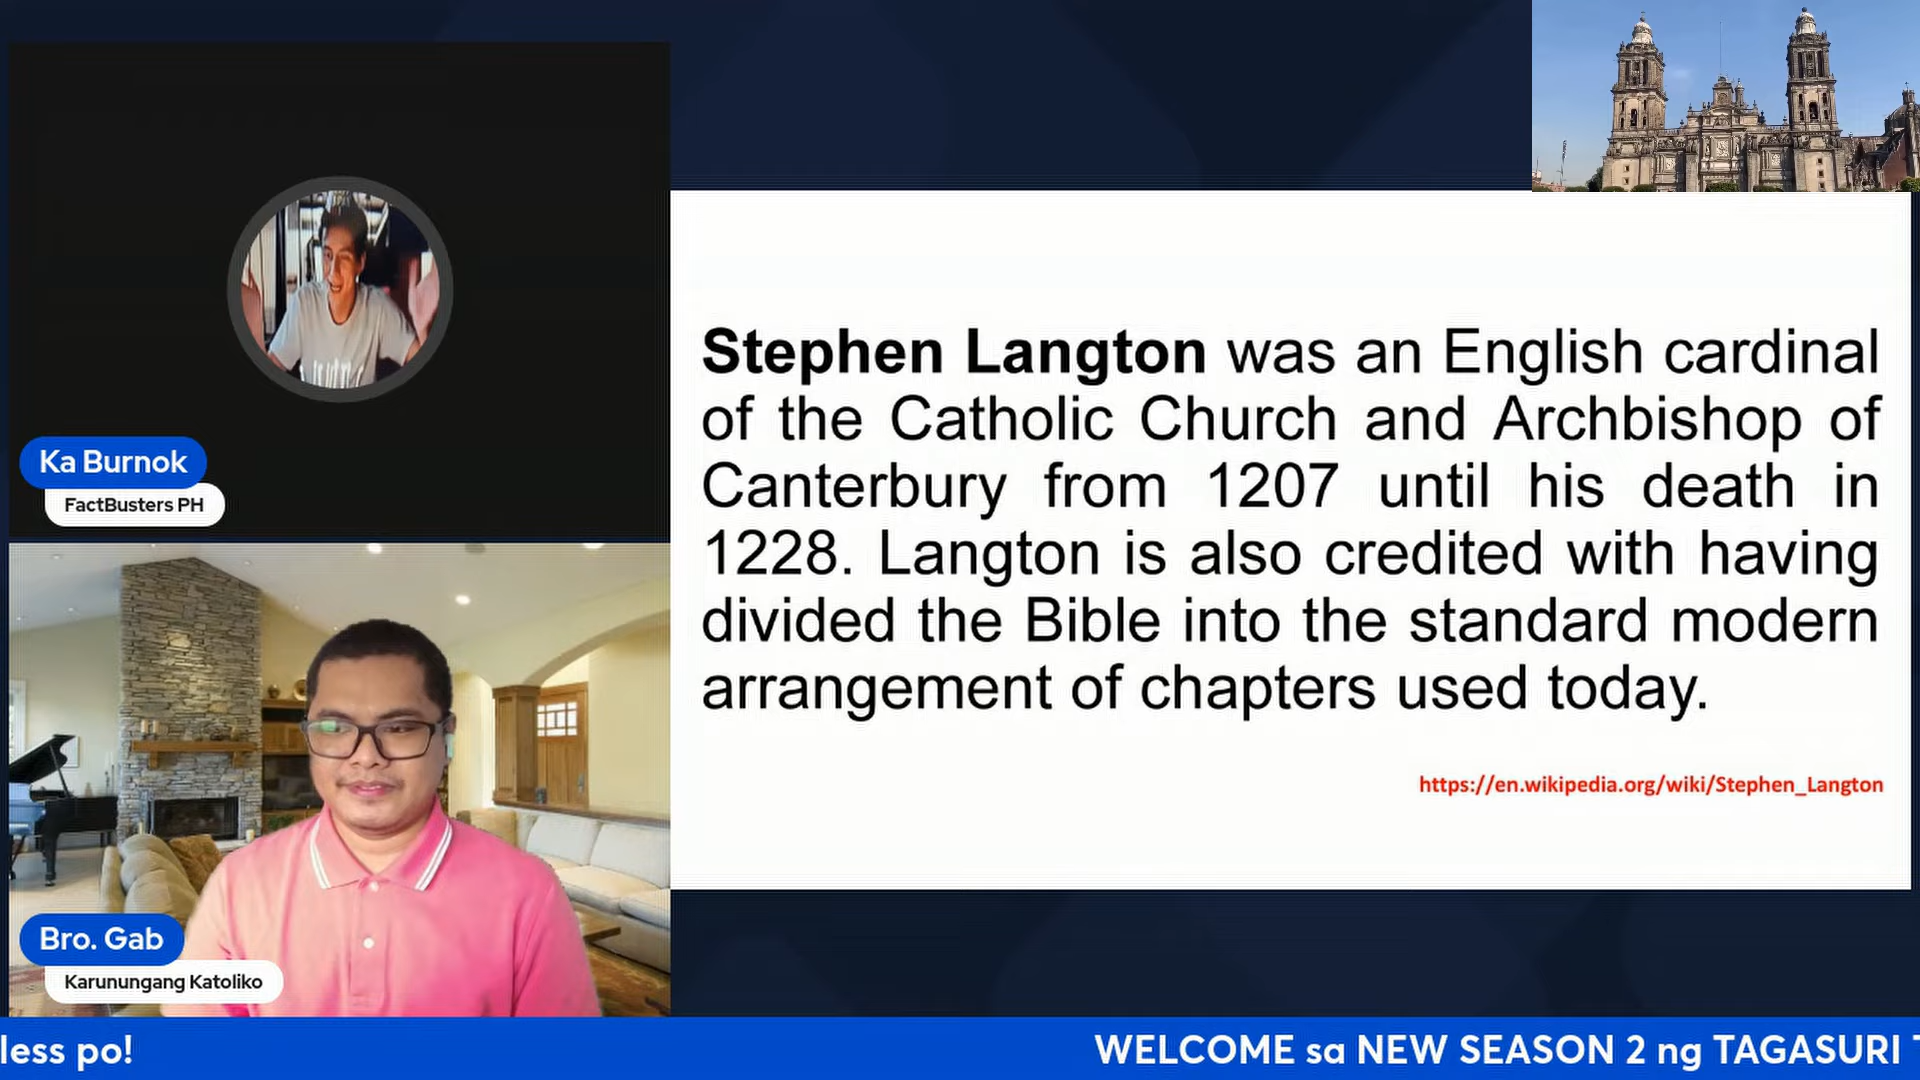 Ka Burnok
FactBusters PH
Stephen Langton was an English cardinal
of the Catholic Church and Archbishop of
Canterbury from 1207 until his death in
1228. Langton is also credited with having
divided the Bible into the standard modern
arrangement of chapters used today.
https://en.wikipedia.org/wiki/Stephen_Langton
Bro. Gab
Karunungang Katoliko
less po! WELCOME sa NEW SEASON 2 ng TAGASURI